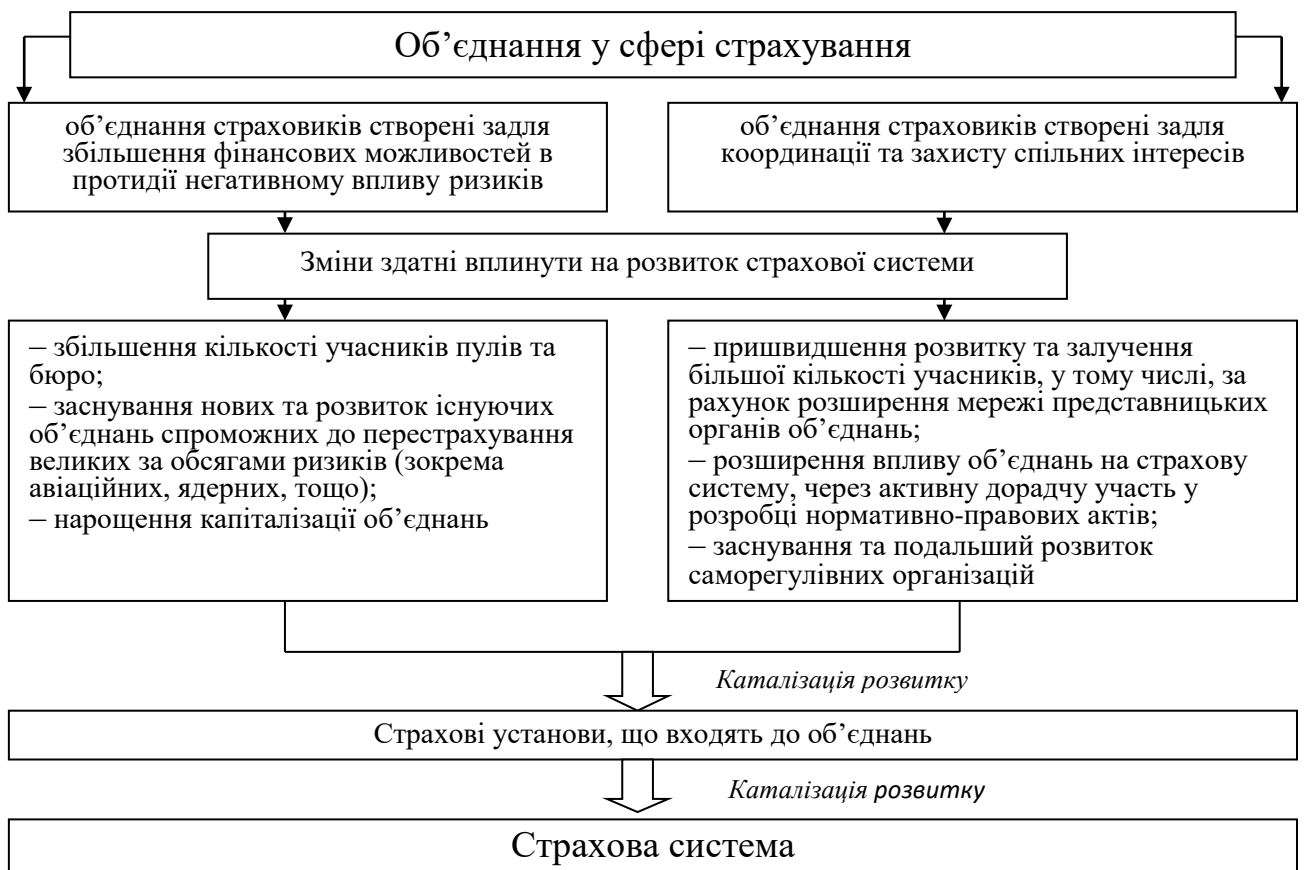 Об’єднання у сфері страхування
об’єднання страховиків створені задля
збільшення фінансових можливостей в
протидії негативному впливу ризиків
об’єднання страховиків створені задля
координації та захисту спільних інтересів
Зміни здатні вплинути на розвиток страхової системи
– збільшення кількості учасників пулів та
бюро;
– заснування нових та розвиток існуючих
об’єднань спроможних до перестрахування
великих за обсягами ризиків (зокрема
авіаційних, ядерних, тощо);
– нарощення капіталізації об’єднань
– пришвидшення розвитку та залучення
більшої кількості учасників, у тому числі, за
рахунок розширення мережі представницьких
органів об’єднань;
– розширення впливу об’єднань на страхову
систему, через активну дорадчу участь у
розробці нормативно-правових актів;
– заснування та подальший розвиток
саморегулівних організацій
Каталізація розвитку
Страхові установи, що входять до об’єднань
Каталізація розвитку
Страхова система